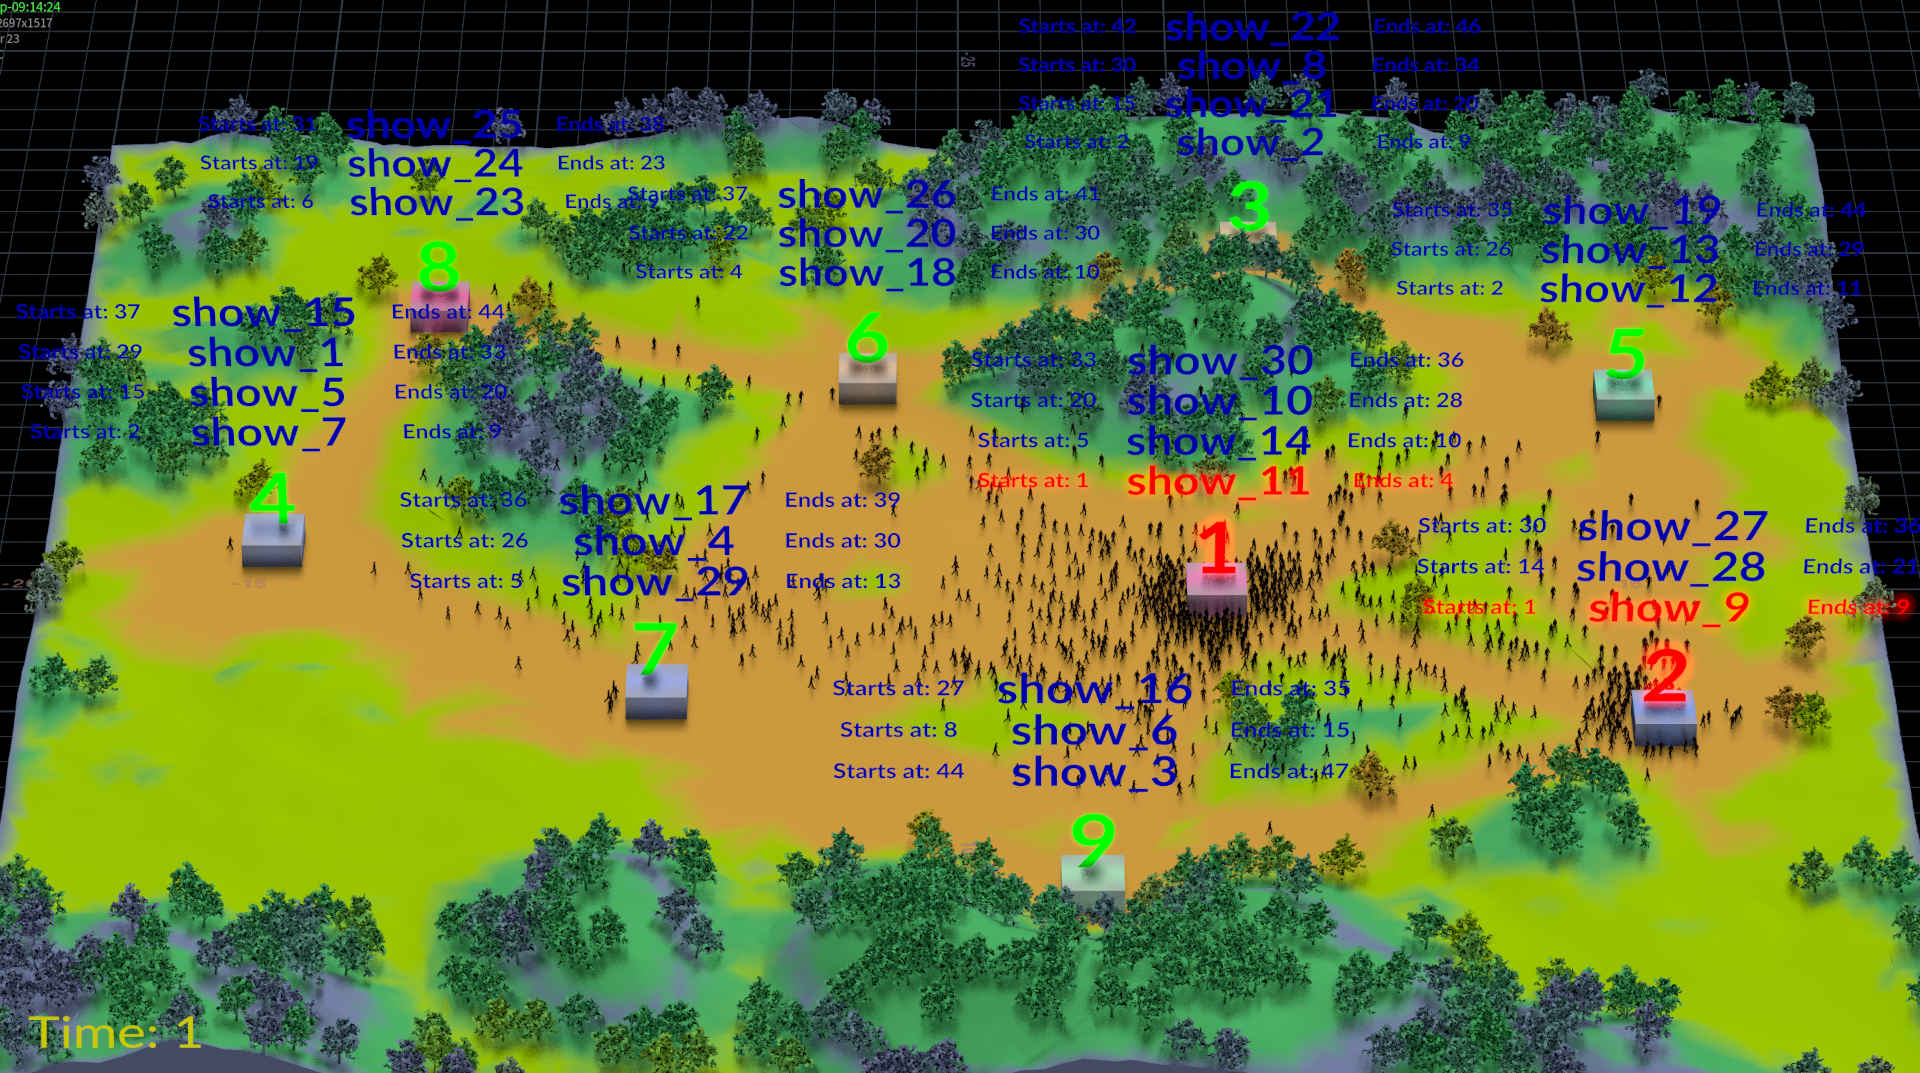 p-09:14:24
2697x1517
r 23
Starts at: 42 show_22 Ends at: 46
Starts at: 30 show_8 Ends at: 34
Starts at: 15 show_21 Ends at: 20
Starts at: 2 show_2 Ends at: 9
3
Starts at: 31 show_25 Ends at: 38
Starts at: 19 show_24 Ends at: 23
Starts at: 6 show_23 Ends at:
8
Starts at: 37 show_26 Ends at: 41
Starts at: 22 show_20 Ends at: 30
Starts at: 4 show_18 Ends at: 10
6
Starts at: 35 show_19 Ends at: 44
Starts at: 26 show_13 Ends at: 29
Starts at: 2 show_12 Ends at: 11
5
Starts at: 37 show_15 Ends at: 44
Starts at: 29 show_1 Ends at: 33
Starts at: 15 show_5 Ends at: 20
Starts at: 2 show_7 Ends at: 9
4
Starts at: 33 show_30 Ends at: 36
Starts at: 20 show_10 Ends at: 28
Starts at: 5 show_14 Ends at: 10
Starts at: 1 show_11 Ends at: 4
1
Starts at: 36 show_17 Ends at: 39
Starts at: 26 show_4 Ends at: 30
Starts at: 5 show_29 Ends at: 13
7
Starts at: 30 show_27 Ends at:
Starts at: 14 show_28 Ends at: 21
Starts at: 1 show_9 Ends at: 9
2
Starts at: 27 show_16 Ends at: 35
Starts at: 8 show_6 Ends at: 15
Starts at: 44 show_3 Ends at: 47
9
Time: 1